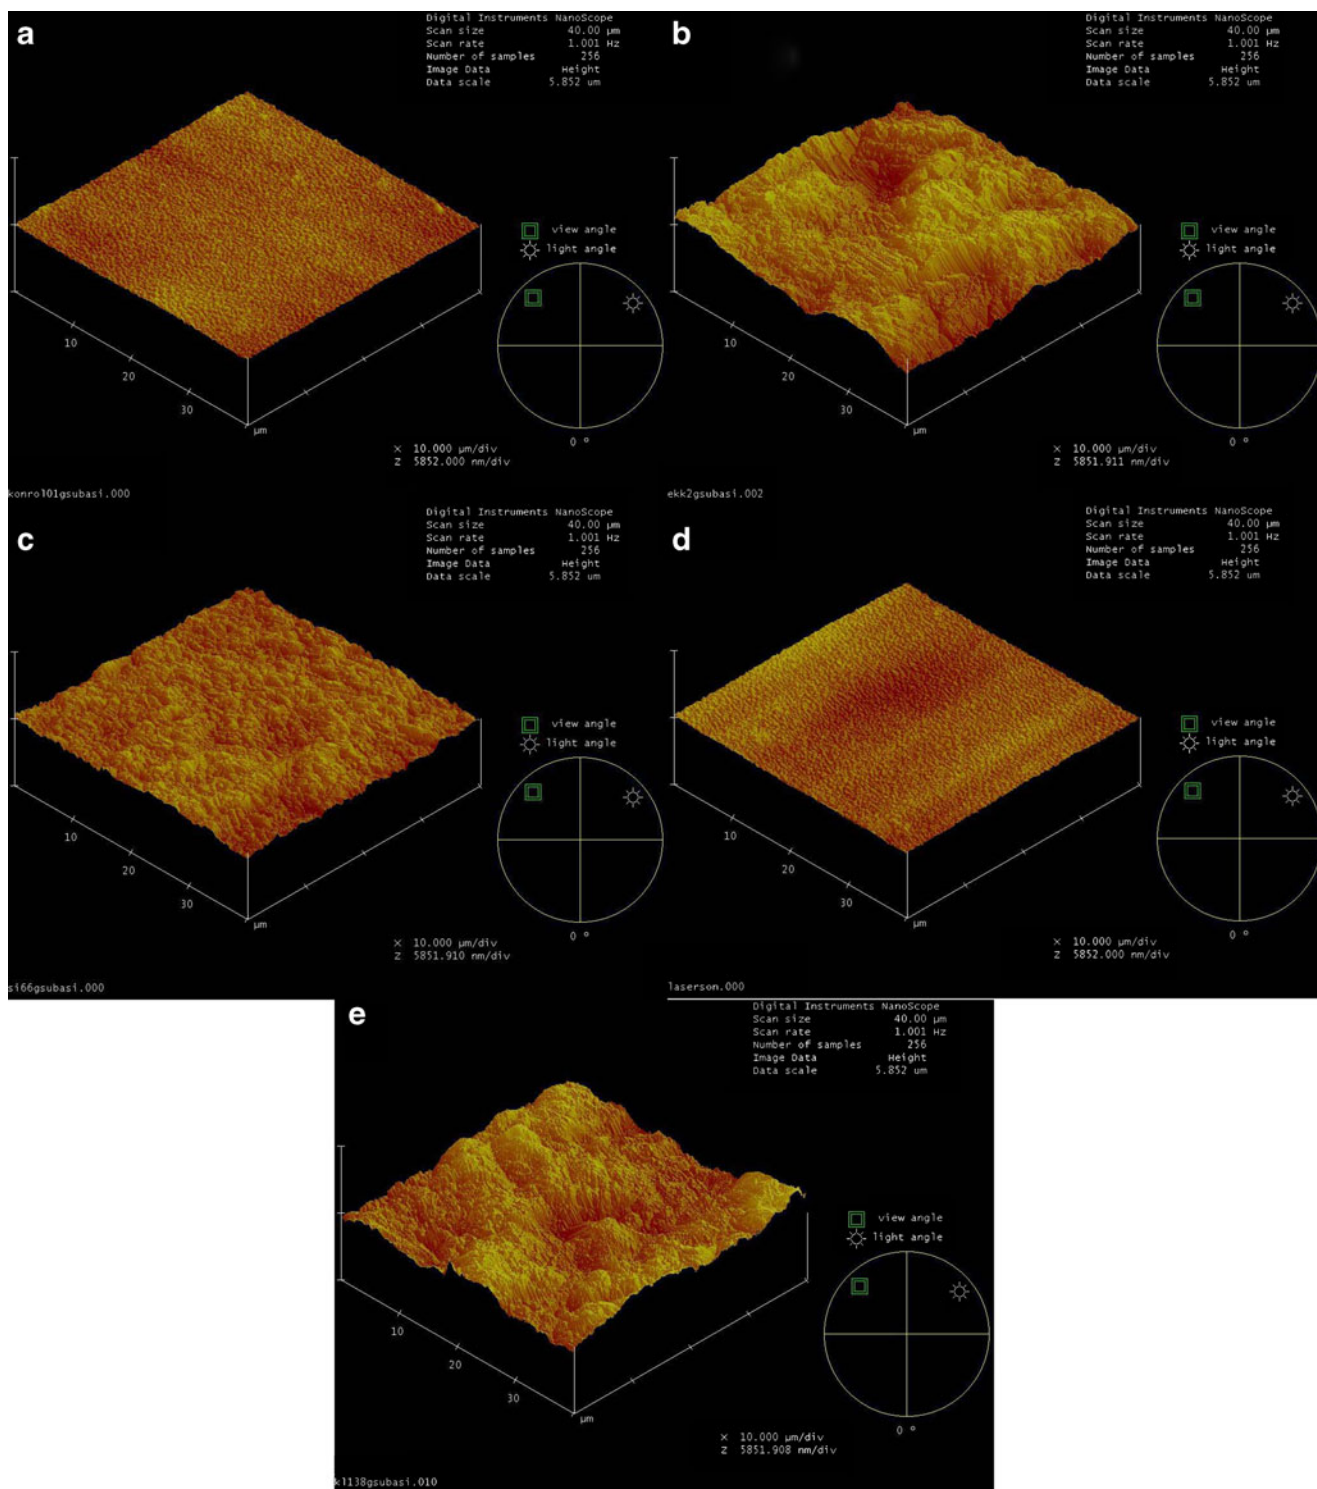 a
Digital Instruments NanoScope
Scan size 40.00 µm
Scan rate 1.001 Hz
Number of samples 256
Image Data Height
Data scale 5.852 um
view angle
light angle
10
20
30
µm
0 º
X 10.000 µm/div
Z 5852.000 nm/div
konrol01gsubasi.000
b
Digital Instruments NanoScope
Scan size 40.00 µm
Scan rate 1.001 Hz
Number of samples 256
Image Data Height
Data scale 5.852 um
view angle
light angle
10
20
30
µm
0 º
X 10.000 µm/div
Z 5851.911 nm/div
ekk2gsubasi.002
c
Digital Instruments NanoScope
Scan size 40.00 µm
Scan rate 1.001 Hz
Number of samples 256
Image Data Height
Data scale 5.852 um
view angle
light angle
10
20
30
µm
0 º
X 10.000 µm/div
Z 5851.910 nm/div
si66gsubasi.000
d
Digital Instruments NanoScope
Scan size 40.00 µm
Scan rate 1.001 Hz
Number of samples 256
Image Data Height
Data scale 5.852 um
view angle
light angle
10
20
30
µm
0 º
X 10.000 µm/div
Z 5852.000 nm/div
laserson.000
e
Digital Instruments NanoScope
Scan size 40.00 µm
Scan rate 1.001 Hz
Number of samples 256
Image Data Height
Data scale 5.852 um
view angle
light angle
10
20
30
µm
0 º
X 10.000 µm/div
Z 5851.908 nm/div
kl138gsubasi.010